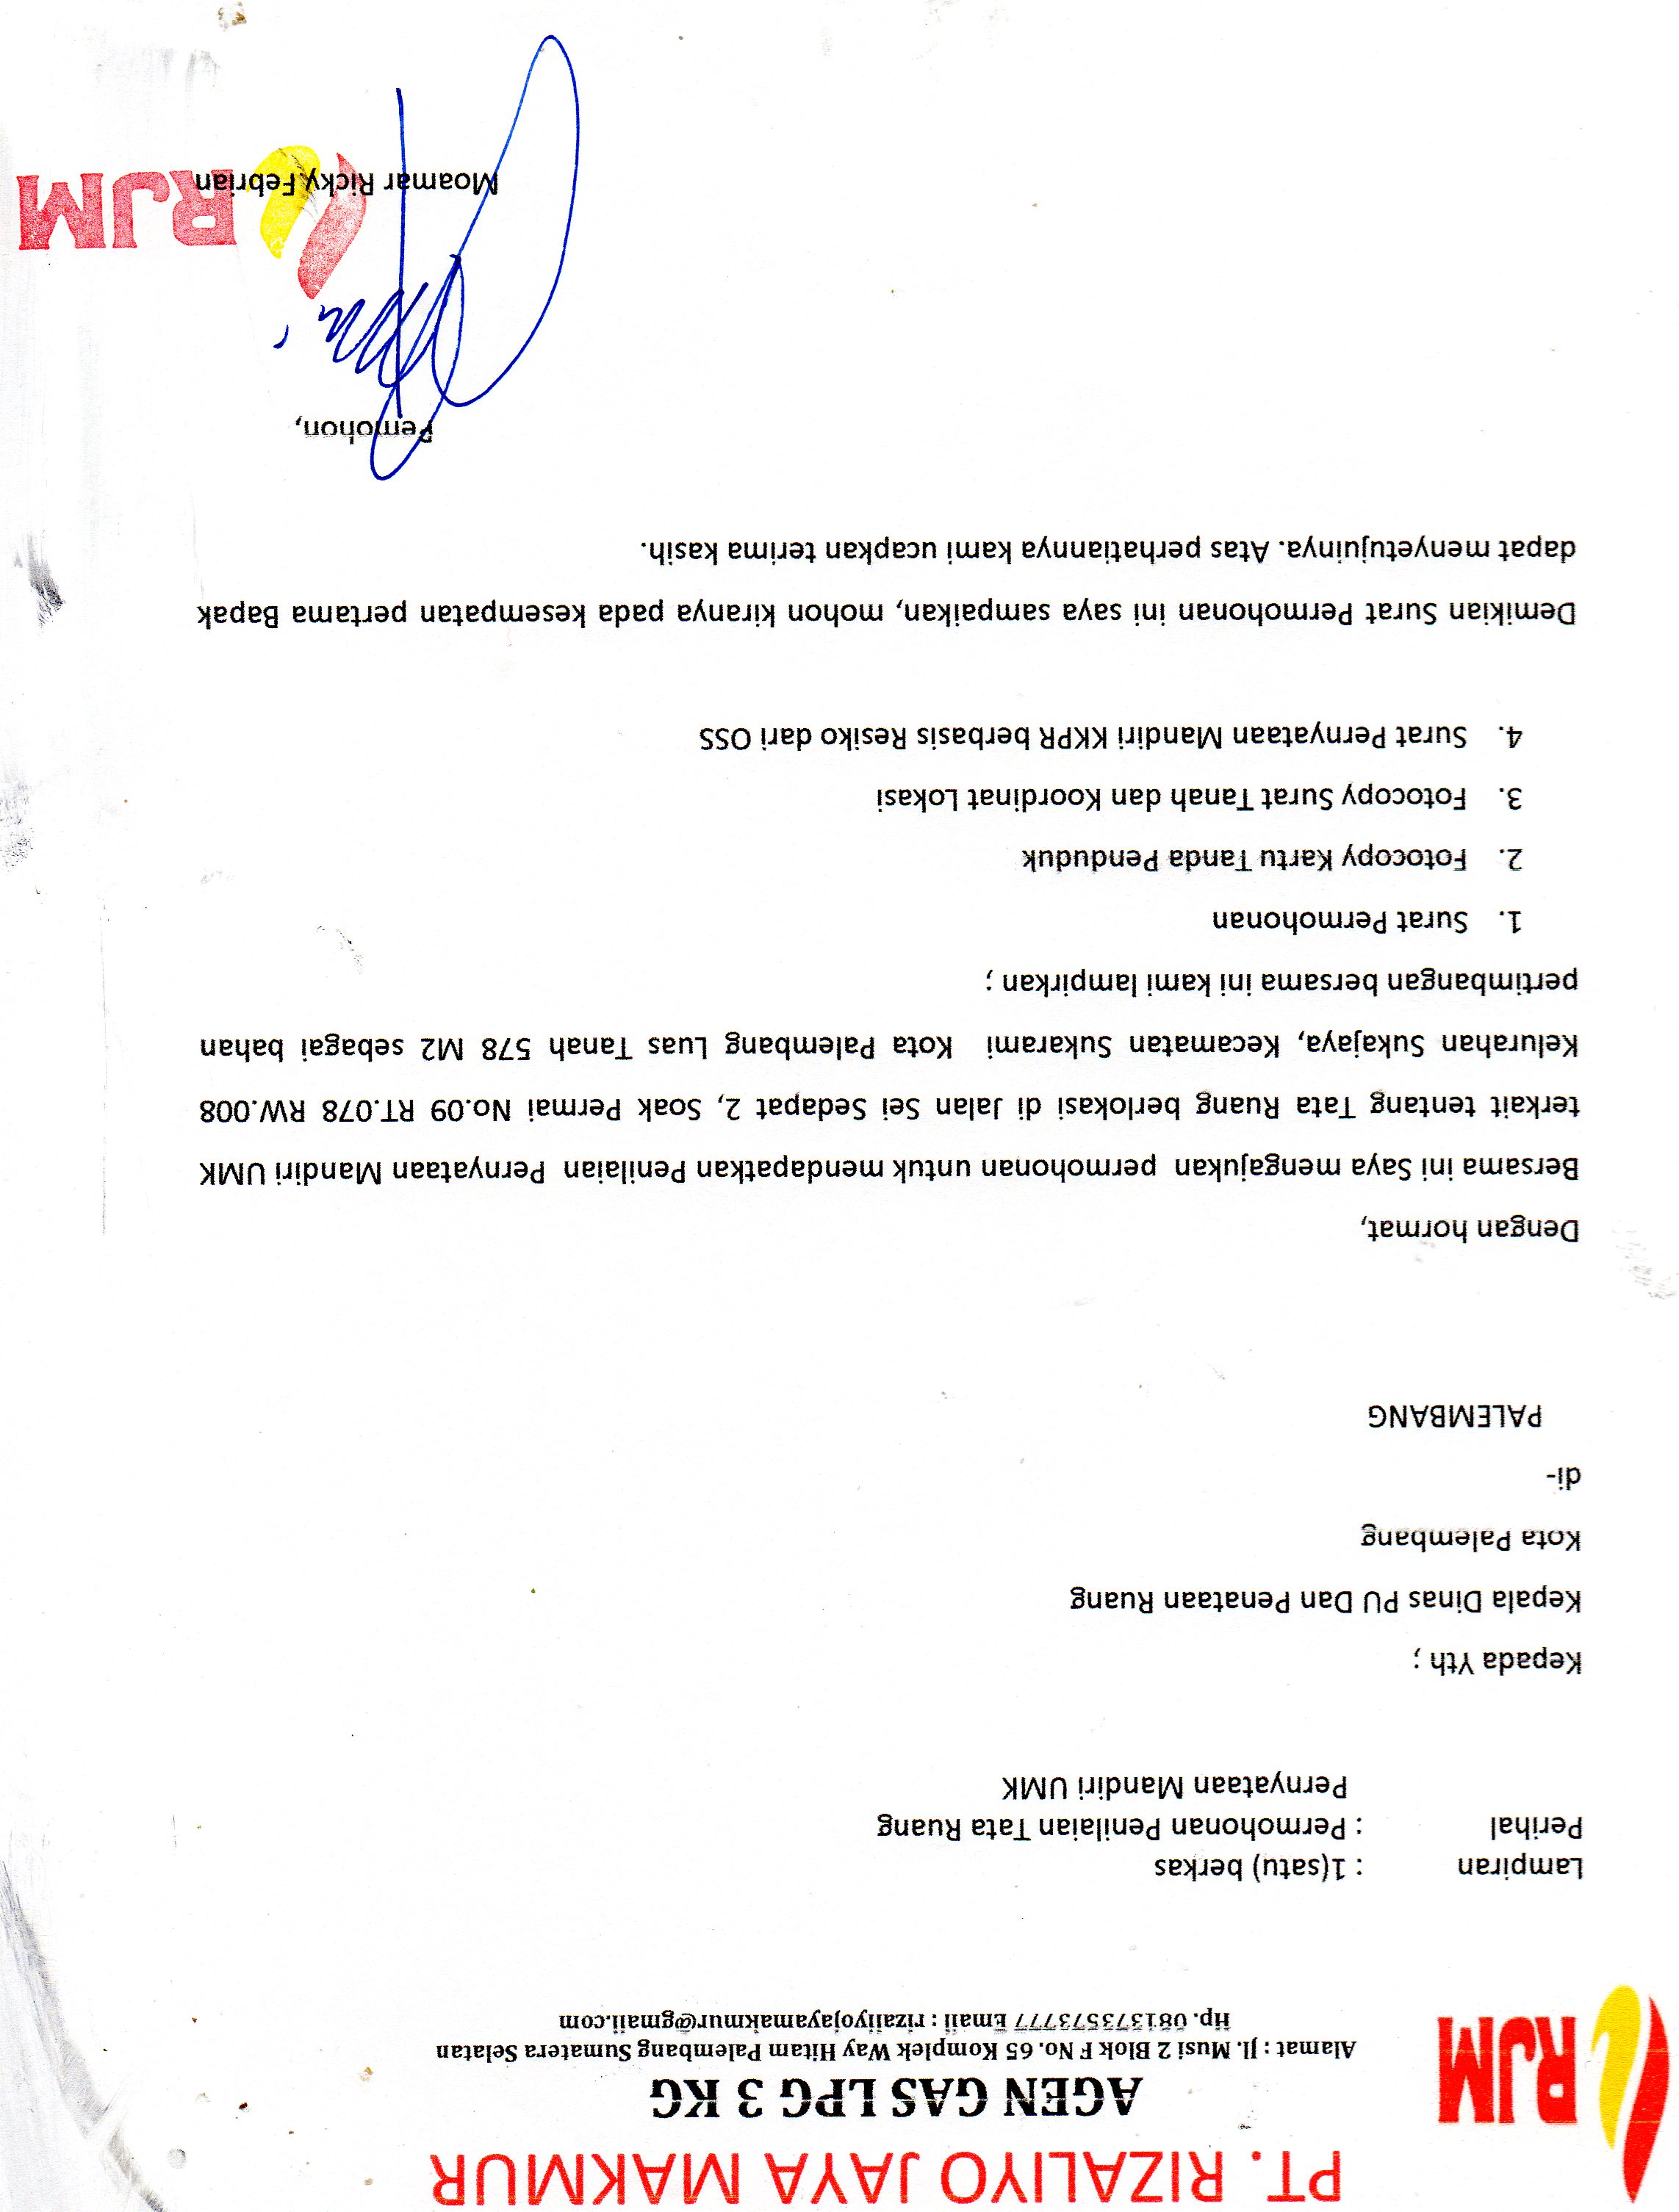 PT. RIZALIYO JAYA MAKMUR
AGEN GAS LPG 3 KG
Alamat : Jl. Musi 2 Blok F No. 65 Komplek Way Hitam Palembang Sumatera Selatan
Hp. 081373573777 Email : rizaliyojayamakmur@gmail.com
RJM
Lampiran : 1(satu) berkas
Perihal : Permohonan Penilaian Tata Ruang
Pernyataan Mandiri UMK
Kepada Yth ;
Kepala Dinas PU Dan Penataan Ruang
Kota Palembang
di-
PALEMBANG
Dengan hormat,
Bersama ini Saya mengajukan permohonan untuk mendapatkan Penilaian Pernyataan Mandiri UMK
terkait tentang Tata Ruang berlokasi di Jalan Sei Sedapat 2, Soak Permai No.09 RT.078 RW.008
Kelurahan Sukajaya, Kecamatan Sukarami Kota Palembang Luas Tanah 578 M2 sebagai bahan
pertimbangan bersama ini kami lampirkan ;
1. Surat Permohonan
2. Fotocopy Kartu Tanda Penduduk
3. Fotocopy Surat Tanah dan Koordinat Lokasi
4. Surat Pernyataan Mandiri KKPR berbasis Resiko dari OSS
Demikian Surat Permohonan ini saya sampaikan, mohon kiranya pada kesempatan pertama Bapak
dapat menyetujuinya. Atas perhatiannya kami ucapkan terima kasih.
Pemohon,
Moamar Ricky Febrian
RJM